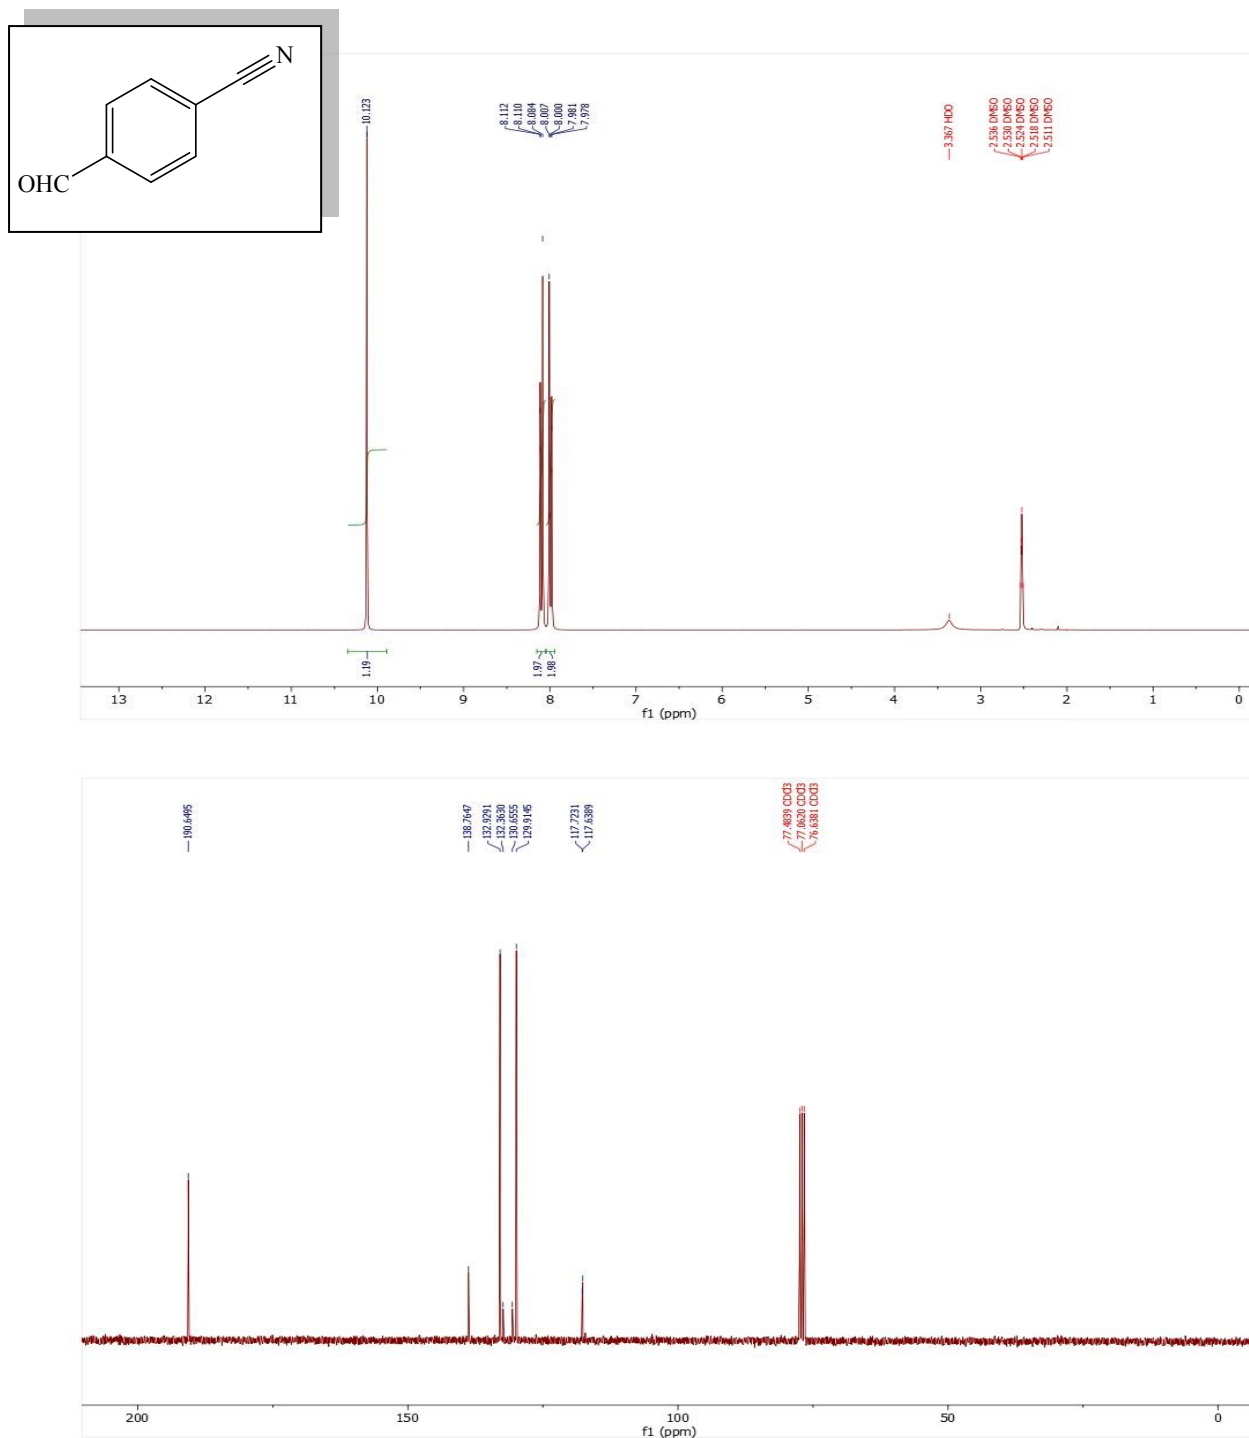 N
OHC
10.123
8.112
8.110
8.084
8.007
8.000
7.981
7.978
3.367 HDO
2.536 DMSO
2.530 DMSO
2.524 DMSO
2.518 DMSO
2.511 DMSO
1.19
1.97
1.98
13 12 11 10 9 8 7 6 5 4 3 2 1 0
f1 (ppm)
190.6495
138.7647
132.9291
132.3630
130.6555
129.9145
117.7231
117.6389
77.4839 CDCl3
77.0620 CDCl3
76.6381 CDCl3
200 150 100 50 0
f1 (ppm)